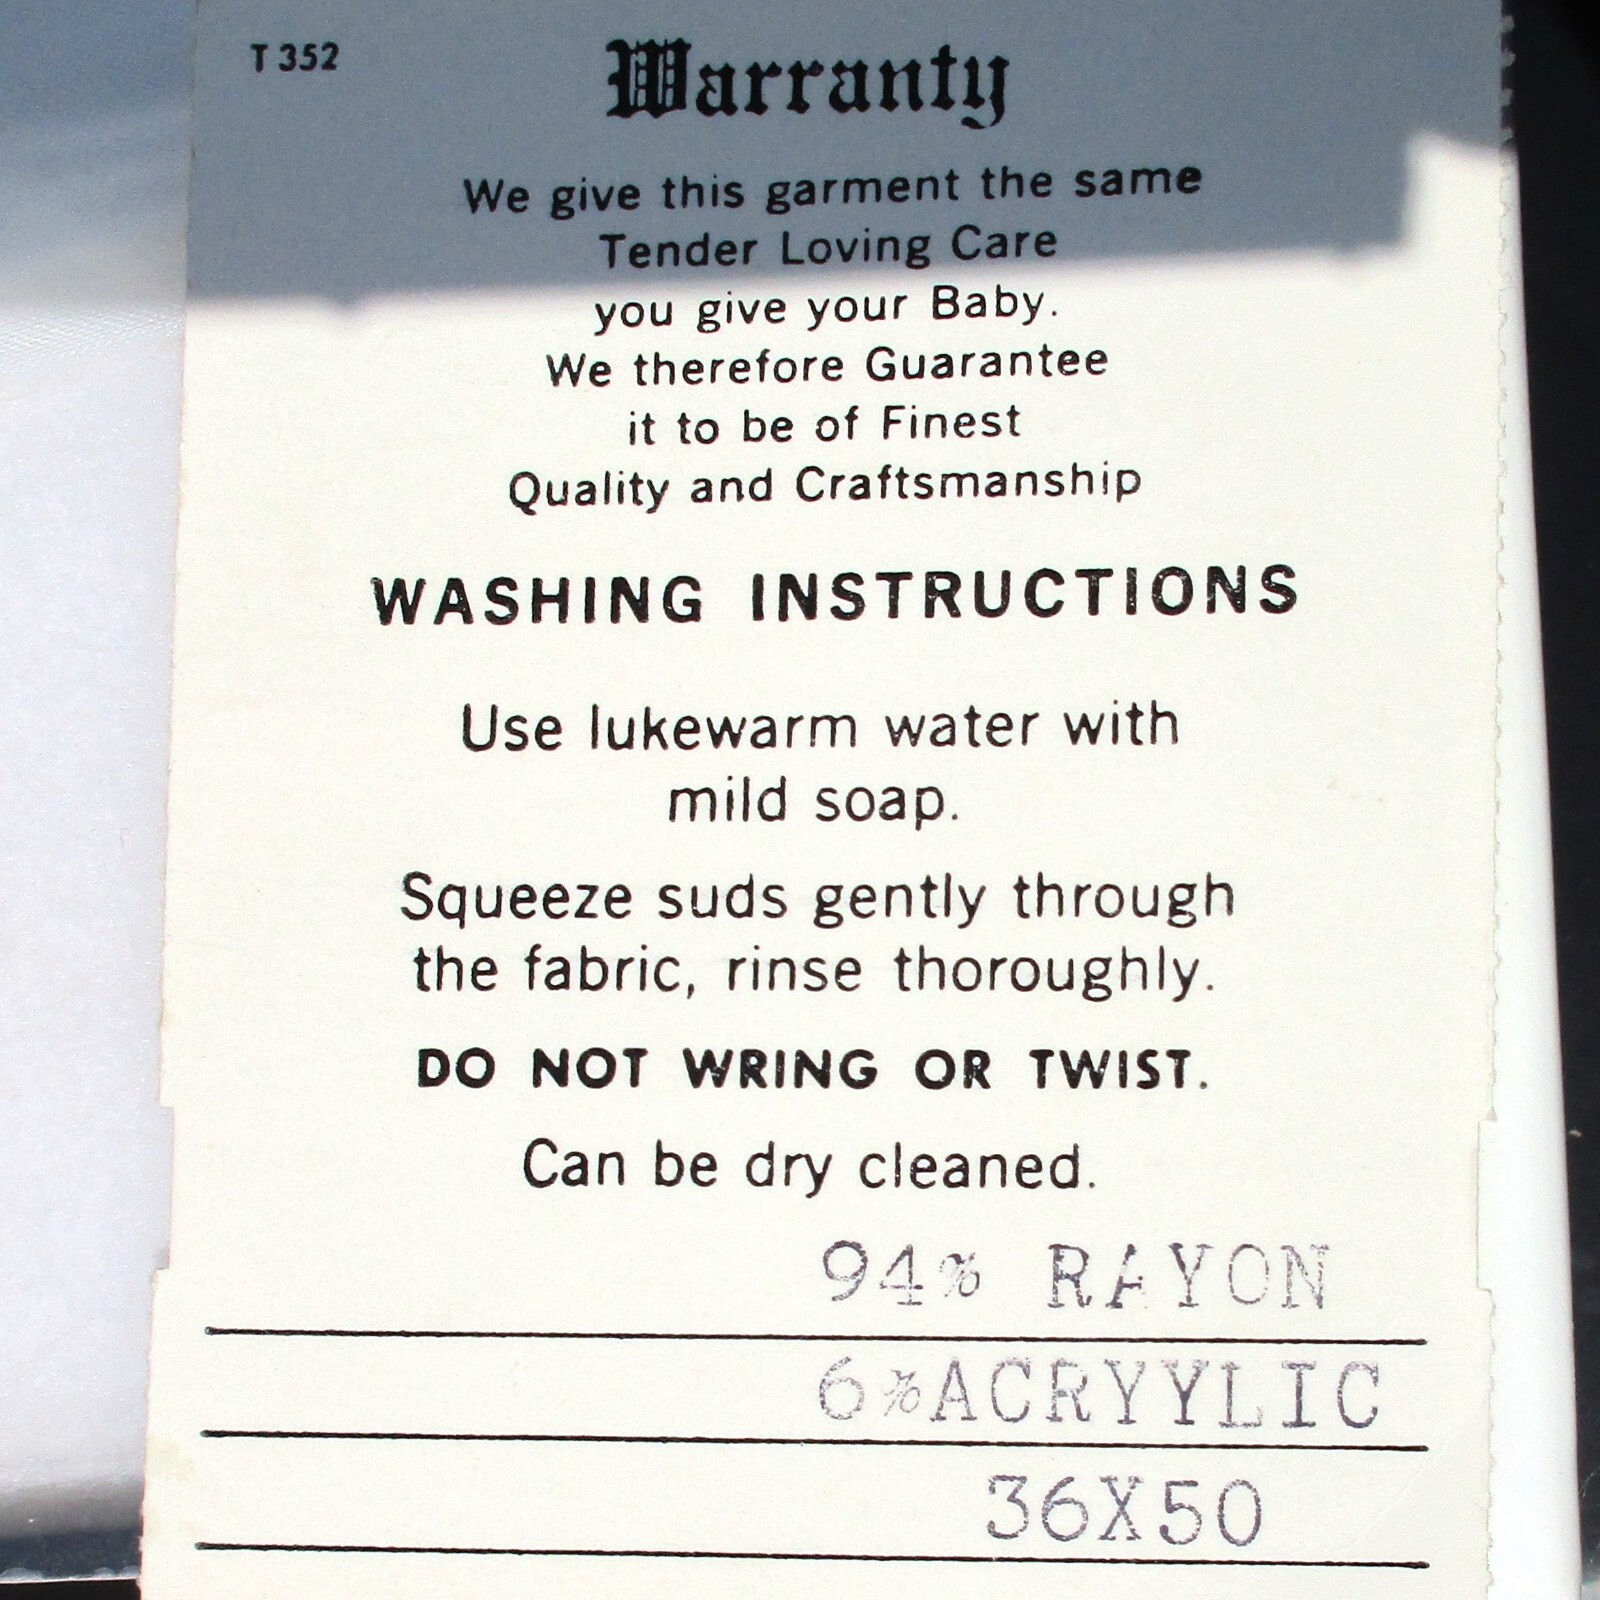 T 352
Warranty
We give this garment the same
Tender Loving Care
you give your Baby.
We therefore Guarantee
it to be of Finest
Quality and Craftsmanship
WASHING INSTRUCTIONS
Use lukewarm water with
mild soap.
Squeeze suds gently through
the fabric, rinse thoroughly.
DO NOT WRING OR TWIST.
Can be dry cleaned.
94% RAYON
6%ACRYYLIC
36X50